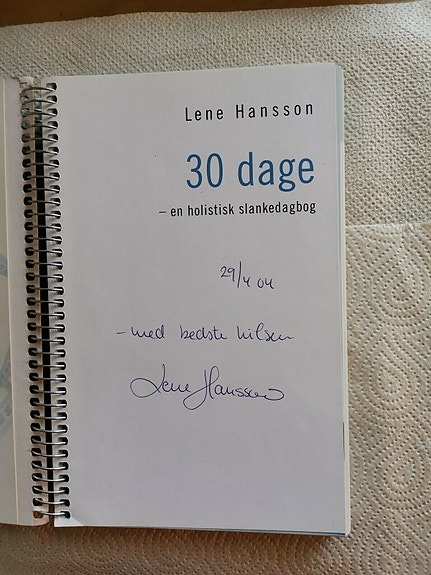 Lene Hansson
30 dage
– en holistisk slankedagbog
29/4 04
– med bedste hilsen
Lene Hansson